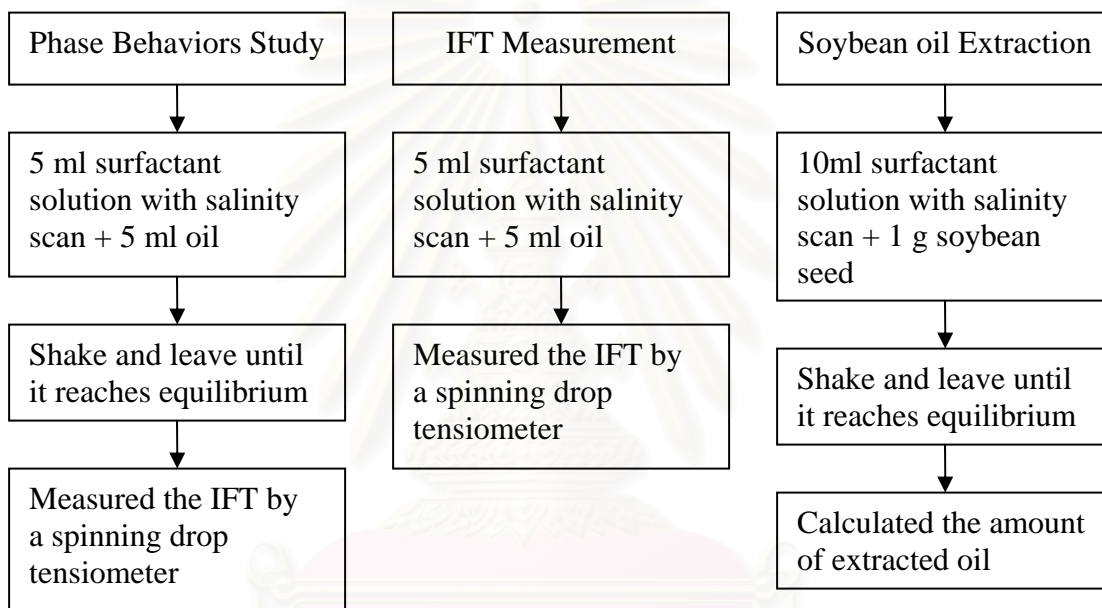 Phase Behaviors Study
5 ml surfactant
solution with salinity
scan + 5 ml oil
Shake and leave until
it reaches equilibrium
Measured the IFT by
a spinning drop
tensiometer
IFT Measurement
5 ml surfactant
solution with salinity
scan + 5 ml oil
Measured the IFT by
a spinning drop
tensiometer
Soybean oil Extraction
10ml surfactant
solution with salinity
scan + 1 g soybean
seed
Shake and leave until
it reaches equilibrium
Calculated the amount
of extracted oil